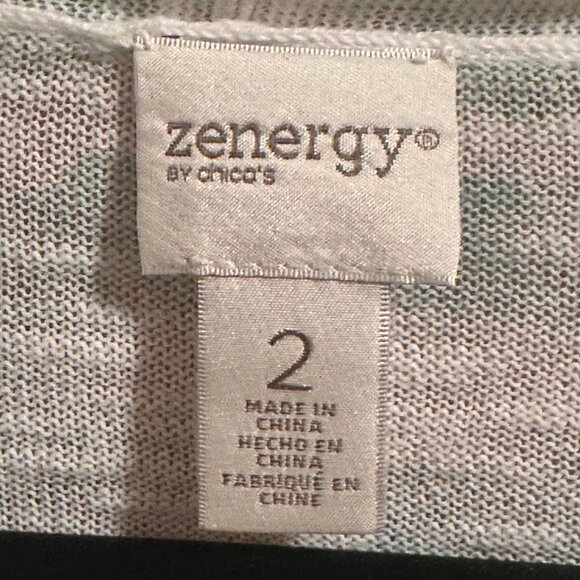 zenergy®
BY chico's
2
MADE IN
CHINA
HECHO EN
CHINA
FABRIQUÉ EN
CHINE